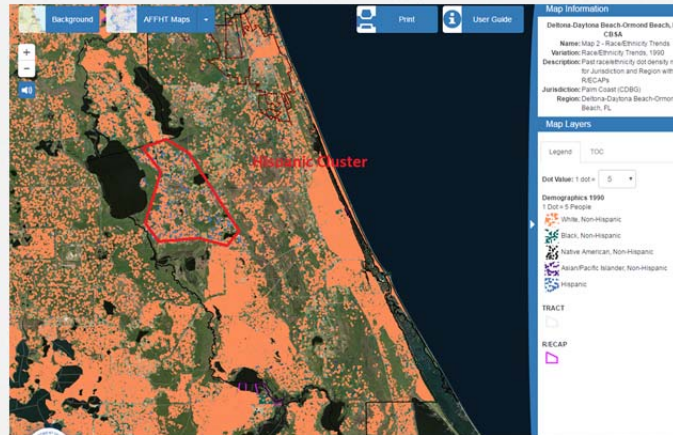 Background
AFFHT Maps
Print
User Guide
+
−
Hispanic Cluster
Map Information
Deltona-Daytona Beach-Ormond Beach,
CBSA
Name: Map 2 - Race/Ethnicity Trends
Variation: Race/Ethnicity Trends, 1990
Description: Past race/ethnicity dot density
for Jurisdiction and Region with
R/ECAPs
Jurisdiction: Palm Coast (CDBG)
Region: Deltona-Daytona Beach-Ormond
Beach, FL
Map Layers
Legend
TOC
Dot Value: 1 dot = 5
Demographics 1990
1 Dot = 5 People
White, Non-Hispanic
Black, Non-Hispanic
Native American, Non-Hispanic
Asian/Pacific Islander, Non-Hispanic
Hispanic
TRACT
R/ECAP